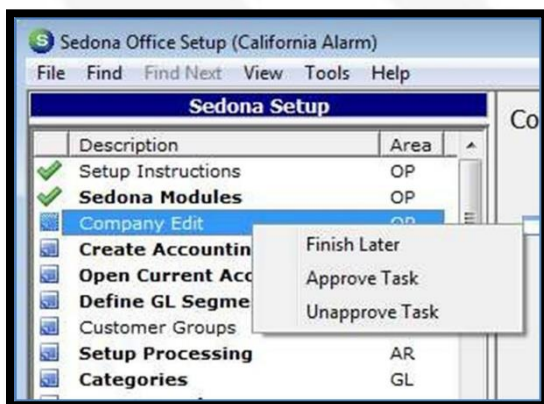 Sedona Office Setup (California Alarm)
File Find Find Next View Tools Help
Sedona Setup
Co
Description Area
Setup Instructions OP
Sedona Modules OP
Company Edit OP
Create Accountin
Finish Later
Open Current Acc
Approve Task
Define GL Segme
Unapprove Task
Customer Groups
Setup Processing AR
Categories GL